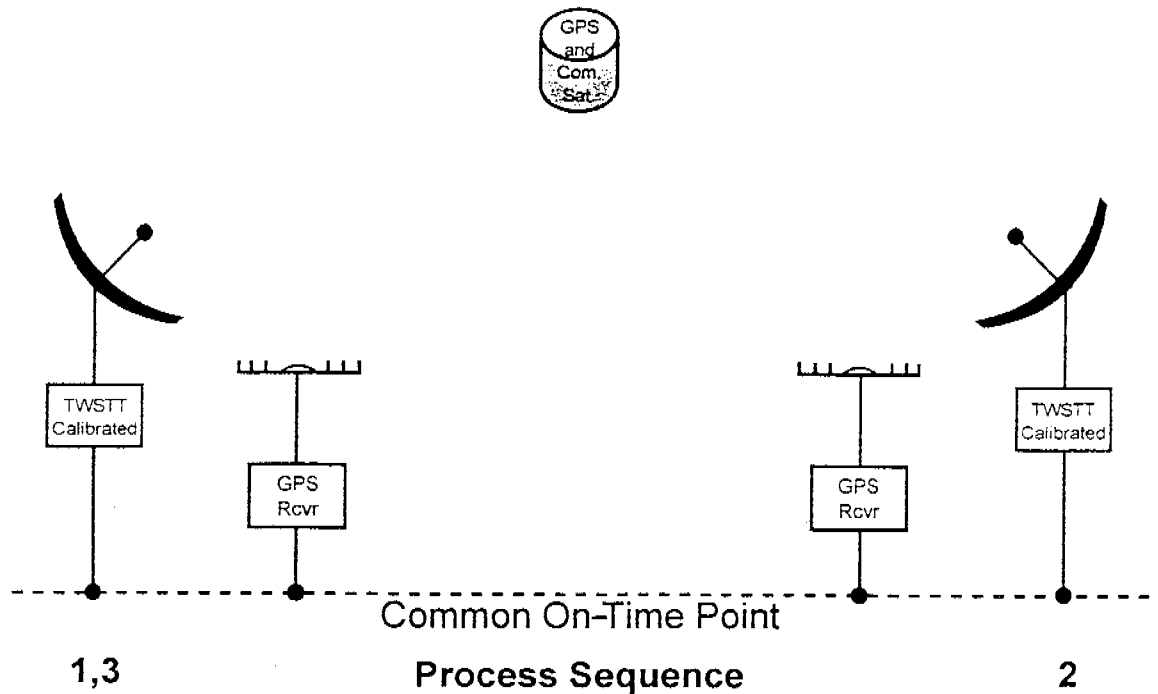 GPS
and
Com.
Sat.
TWSTT
Calibrated
GPS
Rcvr
GPS
Rcvr
TWSTT
Calibrated
Common On-Time Point
1,3 Process Sequence 2